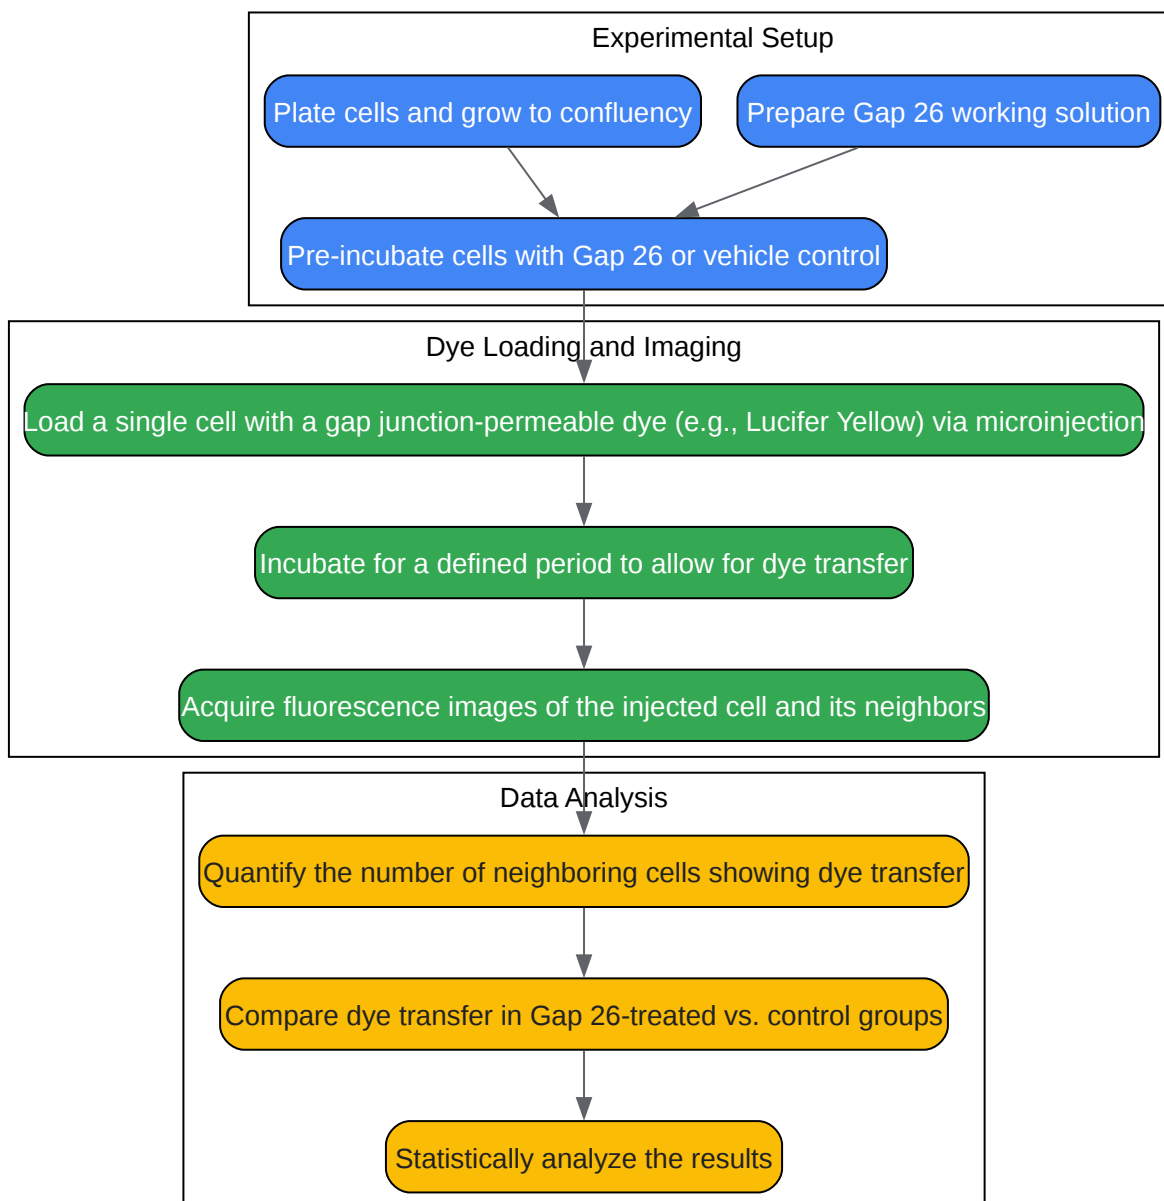 Experimental Setup
Plate cells and grow to confluency
Prepare Gap 26 working solution
Pre-incubate cells with Gap 26 or vehicle control
Dye Loading and Imaging
Load a single cell with a gap junction-permeable dye (e.g., Lucifer Yellow) via microinjection
Incubate for a defined period to allow for dye transfer
Acquire fluorescence images of the injected cell and its neighbors
Data Analysis
Quantify the number of neighboring cells showing dye transfer
Compare dye transfer in Gap 26-treated vs. control groups
Statistically analyze the results